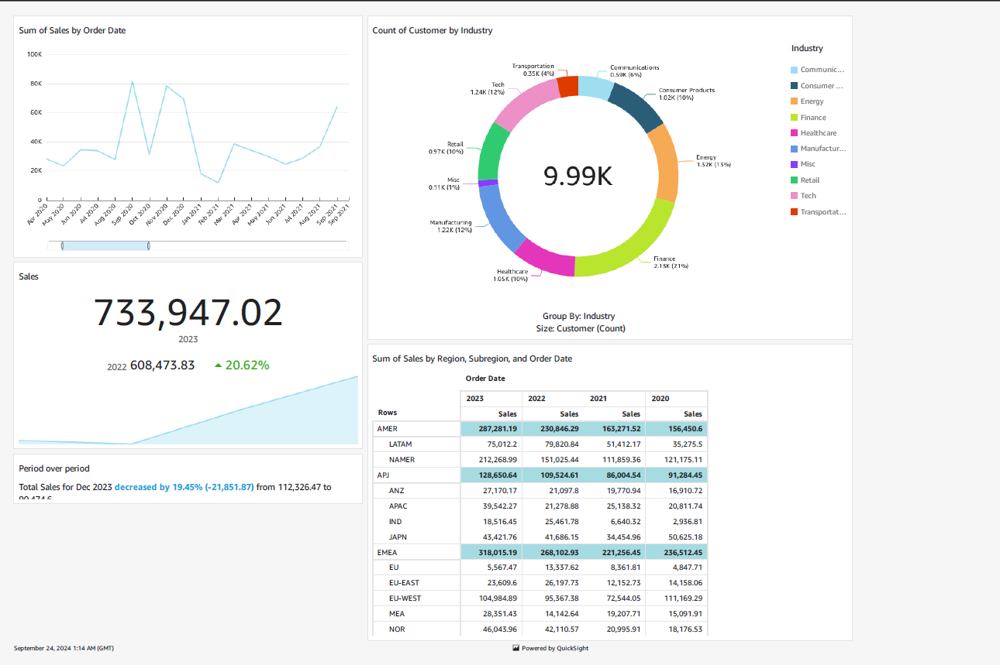 Sum of Sales by Order Date
100K
80K
60K
40K
20K
0
Apr 2020
May 2020
Jun 2020
Jul 2020
Aug 2020
Sep 2020
Oct 2020
Nov 2020
Dec 2020
Jan 2021
Feb 2021
Mar 2021
Apr 2021
May 2021
Jun 2021
Jul 2021
Aug 2021
Sep 2021
Sep 2021
Sales
733,947.02
2023
2022 608,473.83 20.62%
Period over period
Total Sales for Dec 2023 decreased by 19.45% (-21,851.87) from 112,326.47 to
90,474.6
Count of Customer by Industry
Transportation
0.35K (4%)
Communications
0.59K (6%)
Tech
1.24K (12%)
Consumer Products
1.02K (10%)
Retail
0.97K (10%)
Energy
1.52K (15%)
Misc
0.11K (1%)
9.99K
Manufacturing
1.22K (12%)
Finance
2.13K (21%)
Healthcare
1.05K (10%)
Group By: Industry
Size: Customer (Count)
Industry
Communic...
Consumer ...
Energy
Finance
Healthcare
Manufactur...
Misc
Retail
Tech
Transportat...
Sum of Sales by Region, Subregion, and Order Date
Order Date
2023 2022 2021 2020
Rows Sales Sales Sales Sales
AMER 287,281.19 230,846.29 163,271.52 156,450.6
LATAM 75,012.2 79,820.84 51,412.17 35,275.5
NAMER 212,268.99 151,025.44 111,859.36 121,175.11
APJ 128,650.64 109,524.61 86,004.54 91,284.45
ANZ 27,170.17 21,097.8 19,770.94 16,910.72
APAC 39,542.27 21,278.88 25,138.32 20,811.74
IND 18,516.45 25,461.78 6,640.32 2,936.81
JAPN 43,421.76 41,686.15 34,454.96 50,625.18
EMEA 318,015.19 268,102.93 221,256.45 236,512.45
EU 5,567.47 13,337.62 8,361.81 4,847.71
EU-EAST 23,609.6 26,197.73 12,152.73 14,158.06
EU-WEST 104,984.89 95,367.38 72,544.05 111,169.29
MEA 28,351.43 14,142.64 19,207.71 15,091.91
NOR 46,043.96 42,110.57 20,995.91 18,176.53
September 24, 2024 1:14 AM (GMT)
Powered by QuickSight